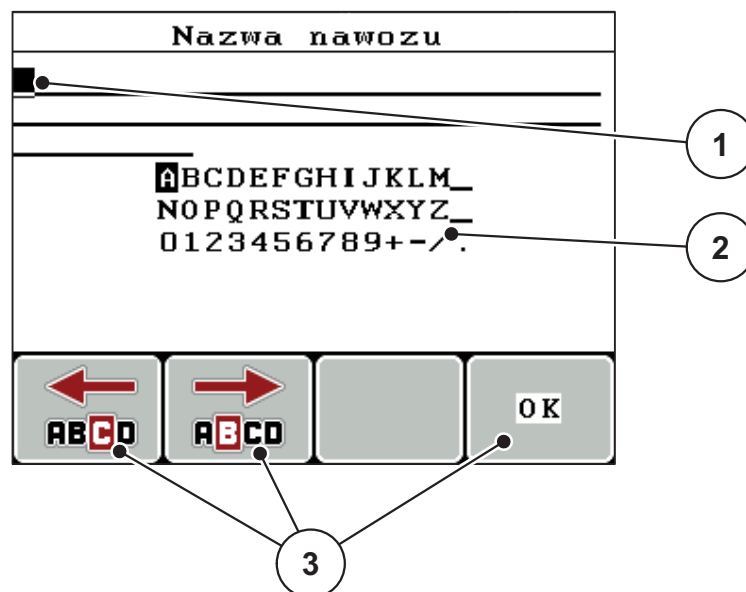 Nazwa nawozu
1
ABCDEFGHIJKLM_
NOPQRSTUVWXYZ_
0123456789+-/ .
2
ABCD
ABCD
OK
3